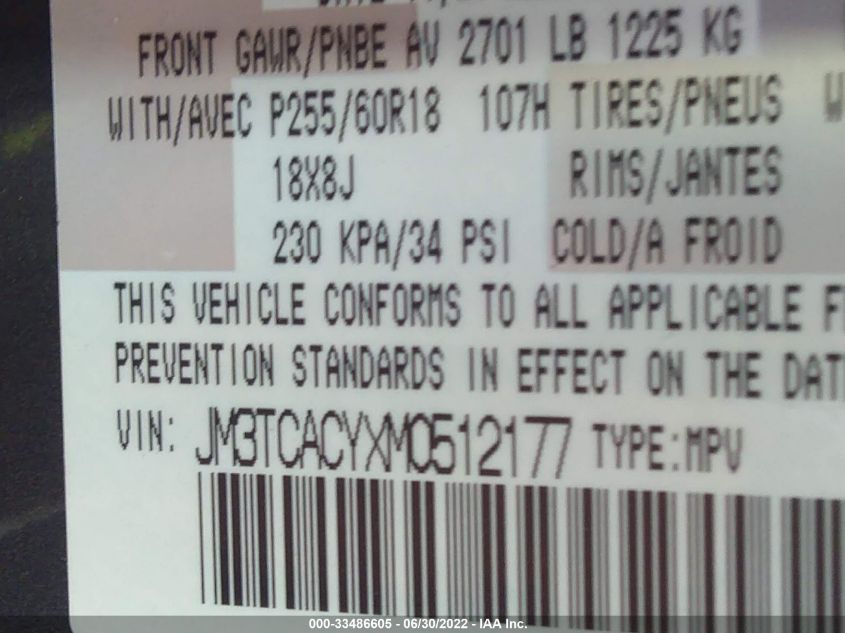 FRONT GAWR/PNBE AV 2701 LB 1225 KG
WITH/AVEC P255/60R18 107H TIRES/PNEUS
18X8J RIMS/JANTES
230 KPA/34 PSI COLD/A FROID
THIS VEHICLE CONFORMS TO ALL APPLICABLE
PREVENTION STANDARDS IN EFFECT ON THE
VIN: JM3TCACYXM0512177 TYPE:MPV
000-33486605 - 06/30/2022 - IAA Inc.